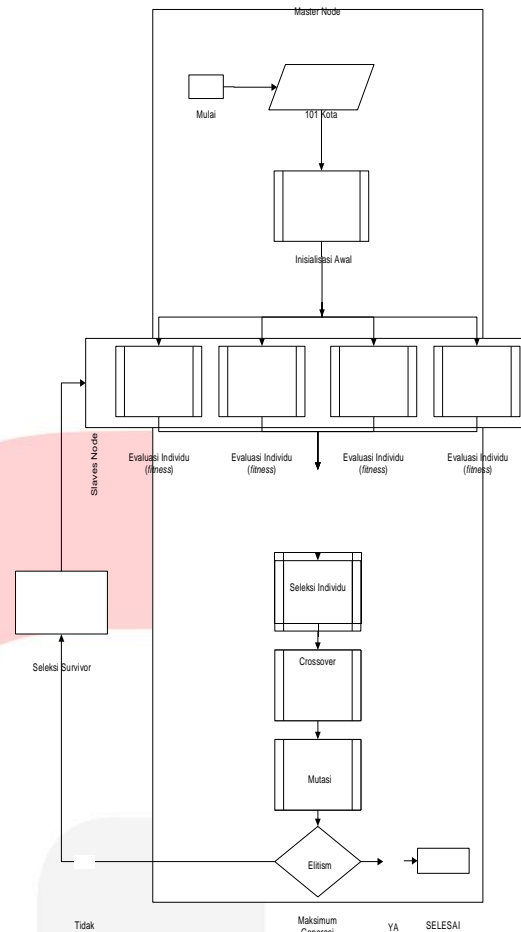 Master Node
Mulai
101 Kota
Inisialisasi Awal
Slaves Node
Evaluasi Individu
(fitness)
Evaluasi Individu
(fitness)
Evaluasi Individu
(fitness)
Evaluasi Individu
(fitness)
Seleksi Individu
Seleksi Survivor
Crossover
Mutasi
Elitism
Tidak
Maksimum
Generasi
YA
SELESAI